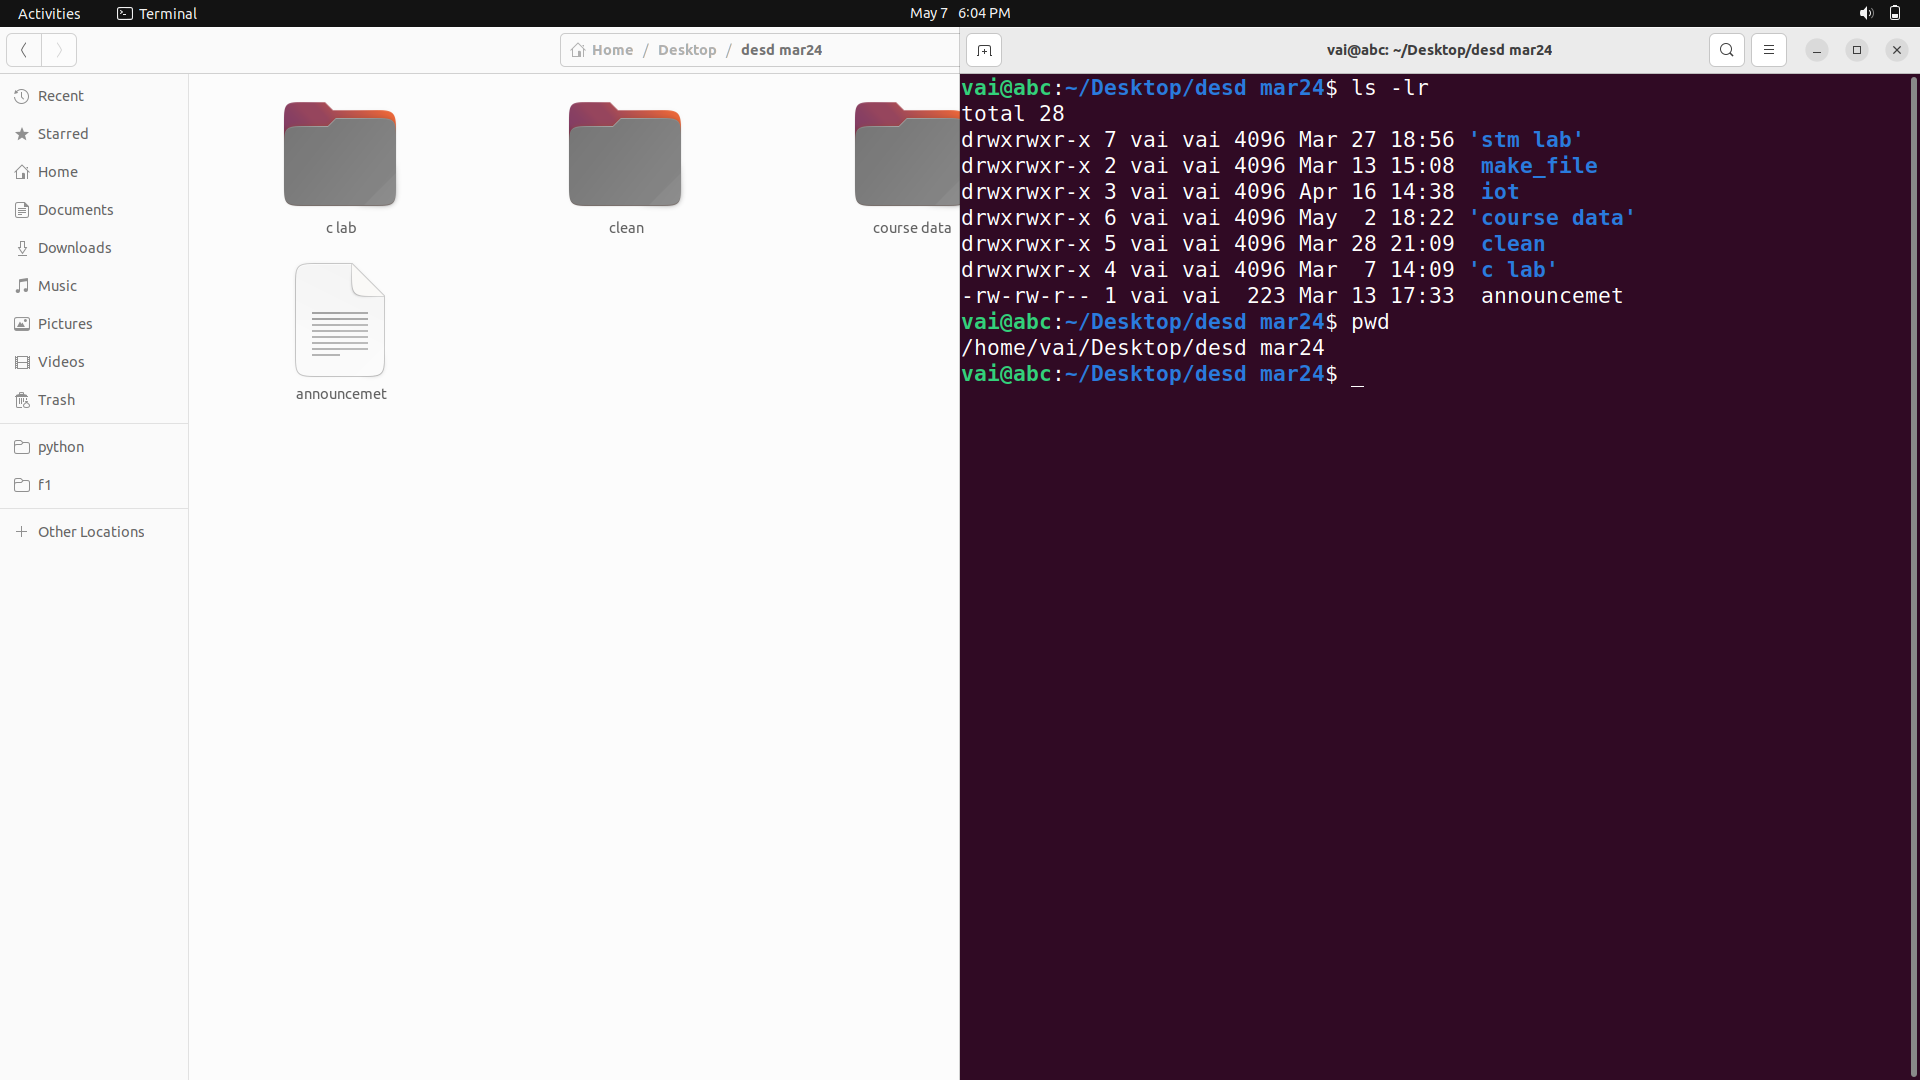 Activities Terminal May 7 6:04 PM
Home / Desktop / desd mar24
Recent
Starred
Home
Documents
Downloads
Music
Pictures
Videos
Trash
python
f1
Other Locations
c lab clean course data
announcemet
vai@abc: ~/Desktop/desd mar24
vai@abc:~/Desktop/desd mar24$ ls -lr
total 28
drwxrwxr-x 7 vai vai 4096 Mar 27 18:56 'stm lab'
drwxrwxr-x 2 vai vai 4096 Mar 13 15:08  make_file
drwxrwxr-x 3 vai vai 4096 Apr 16 14:38  iot
drwxrwxr-x 6 vai vai 4096 May  2 18:22 'course data'
drwxrwxr-x 5 vai vai 4096 Mar 28 21:09  clean
drwxrwxr-x 4 vai vai 4096 Mar  7 14:09 'c lab'
-rw-rw-r-- 1 vai vai  223 Mar 13 17:33  announcemet
vai@abc:~/Desktop/desd mar24$ pwd
/home/vai/Desktop/desd mar24
vai@abc:~/Desktop/desd mar24$ _